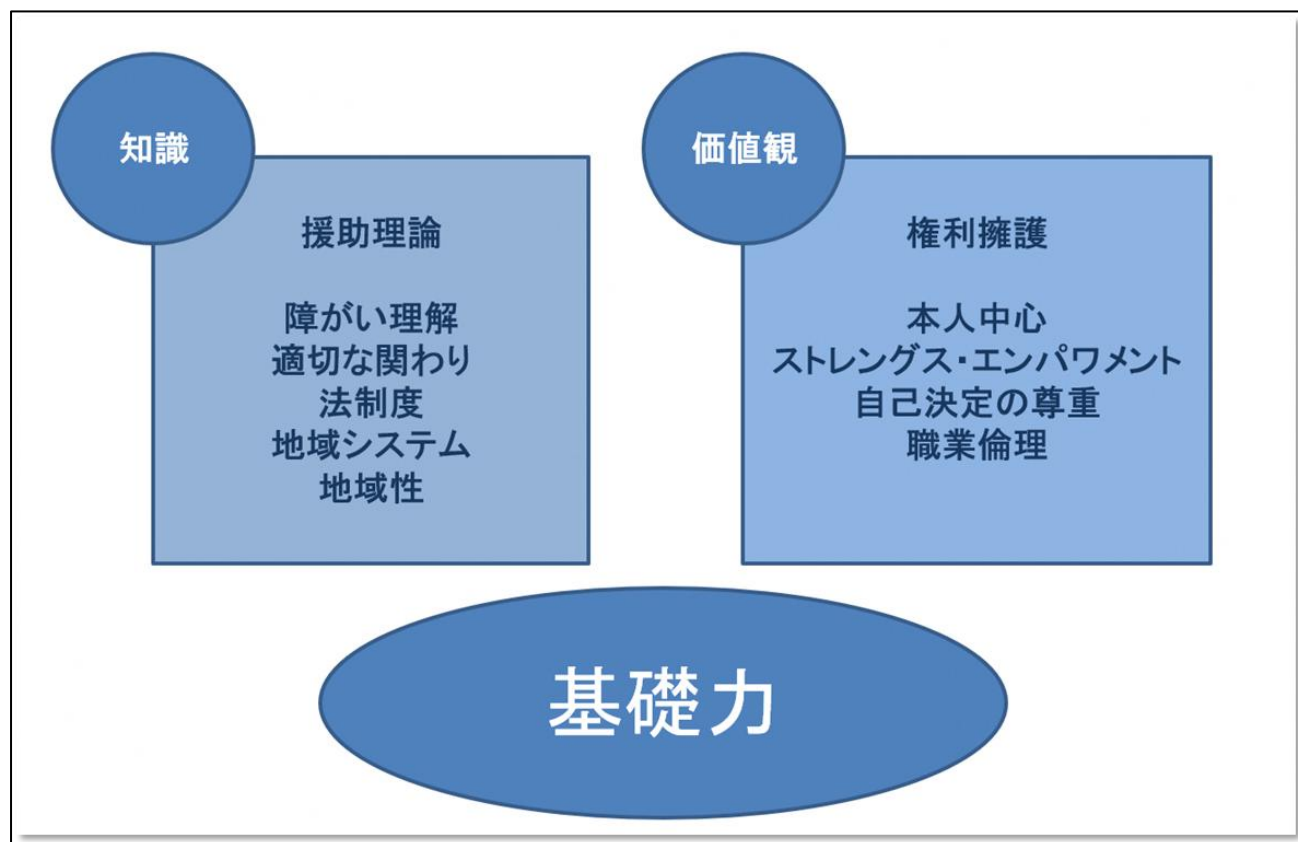 知識
援助理論
障がい理解
適切な関わり
法制度
地域システム
地域性
価値観
権利擁護
本人中心
ストレングス・エンパワメント
自己決定の尊重
職業倫理
基礎力